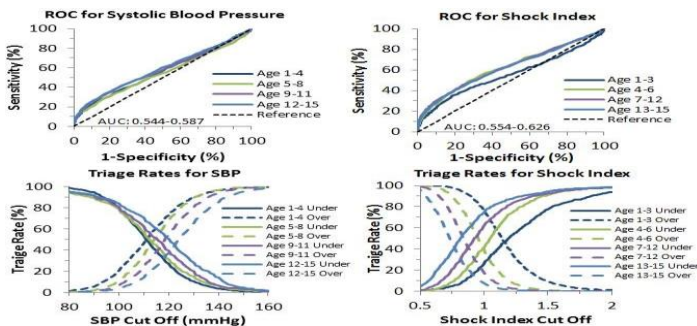 ROC for Systolic Blood Pressure
Sensitivity (%)
100
80
60
40
20
0
Age 1-4
Age 5-8
Age 9-11
Age 12-15
Reference
AUC: 0.544-0.587
0 20 40 60 80 100
1-Specificity (%)
ROC for Shock Index
Sensitivity (%)
100
80
60
40
20
0
Age 1-3
Age 4-6
Age 7-12
Age 13-15
Reference
AUC: 0.554-0.626
0 20 40 60 80 100
1-Specificity (%)
Triage Rates for SBP
Traige Rate (%)
100
80
60
40
20
0
Age 1-4 Under
Age 1-4 Over
Age 5-8 Under
Age 5-8 Over
Age 9-11 Under
Age 9-11 Over
Age 12-15 Under
Age 12-15 Over
80 100 120 140 160
SBP Cut Off (mmHg)
Triage Rates for Shock Index
Traige Rate (%)
100
80
60
40
20
0
Age 1-3 Under
Age 1-3 Over
Age 4-6 Under
Age 4-6 Over
Age 7-12 Under
Age 7-12 Over
Age 13-15 Under
Age 13-15 Over
0.5 1 1.5 2
Shock Index Cut Off